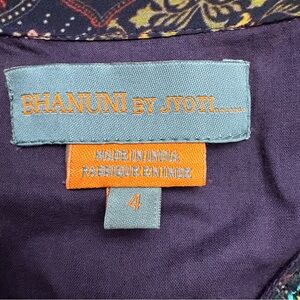 BHANUNI BY JYOTI......
MADE IN INDIA
FABRIQUE EN INDE
4